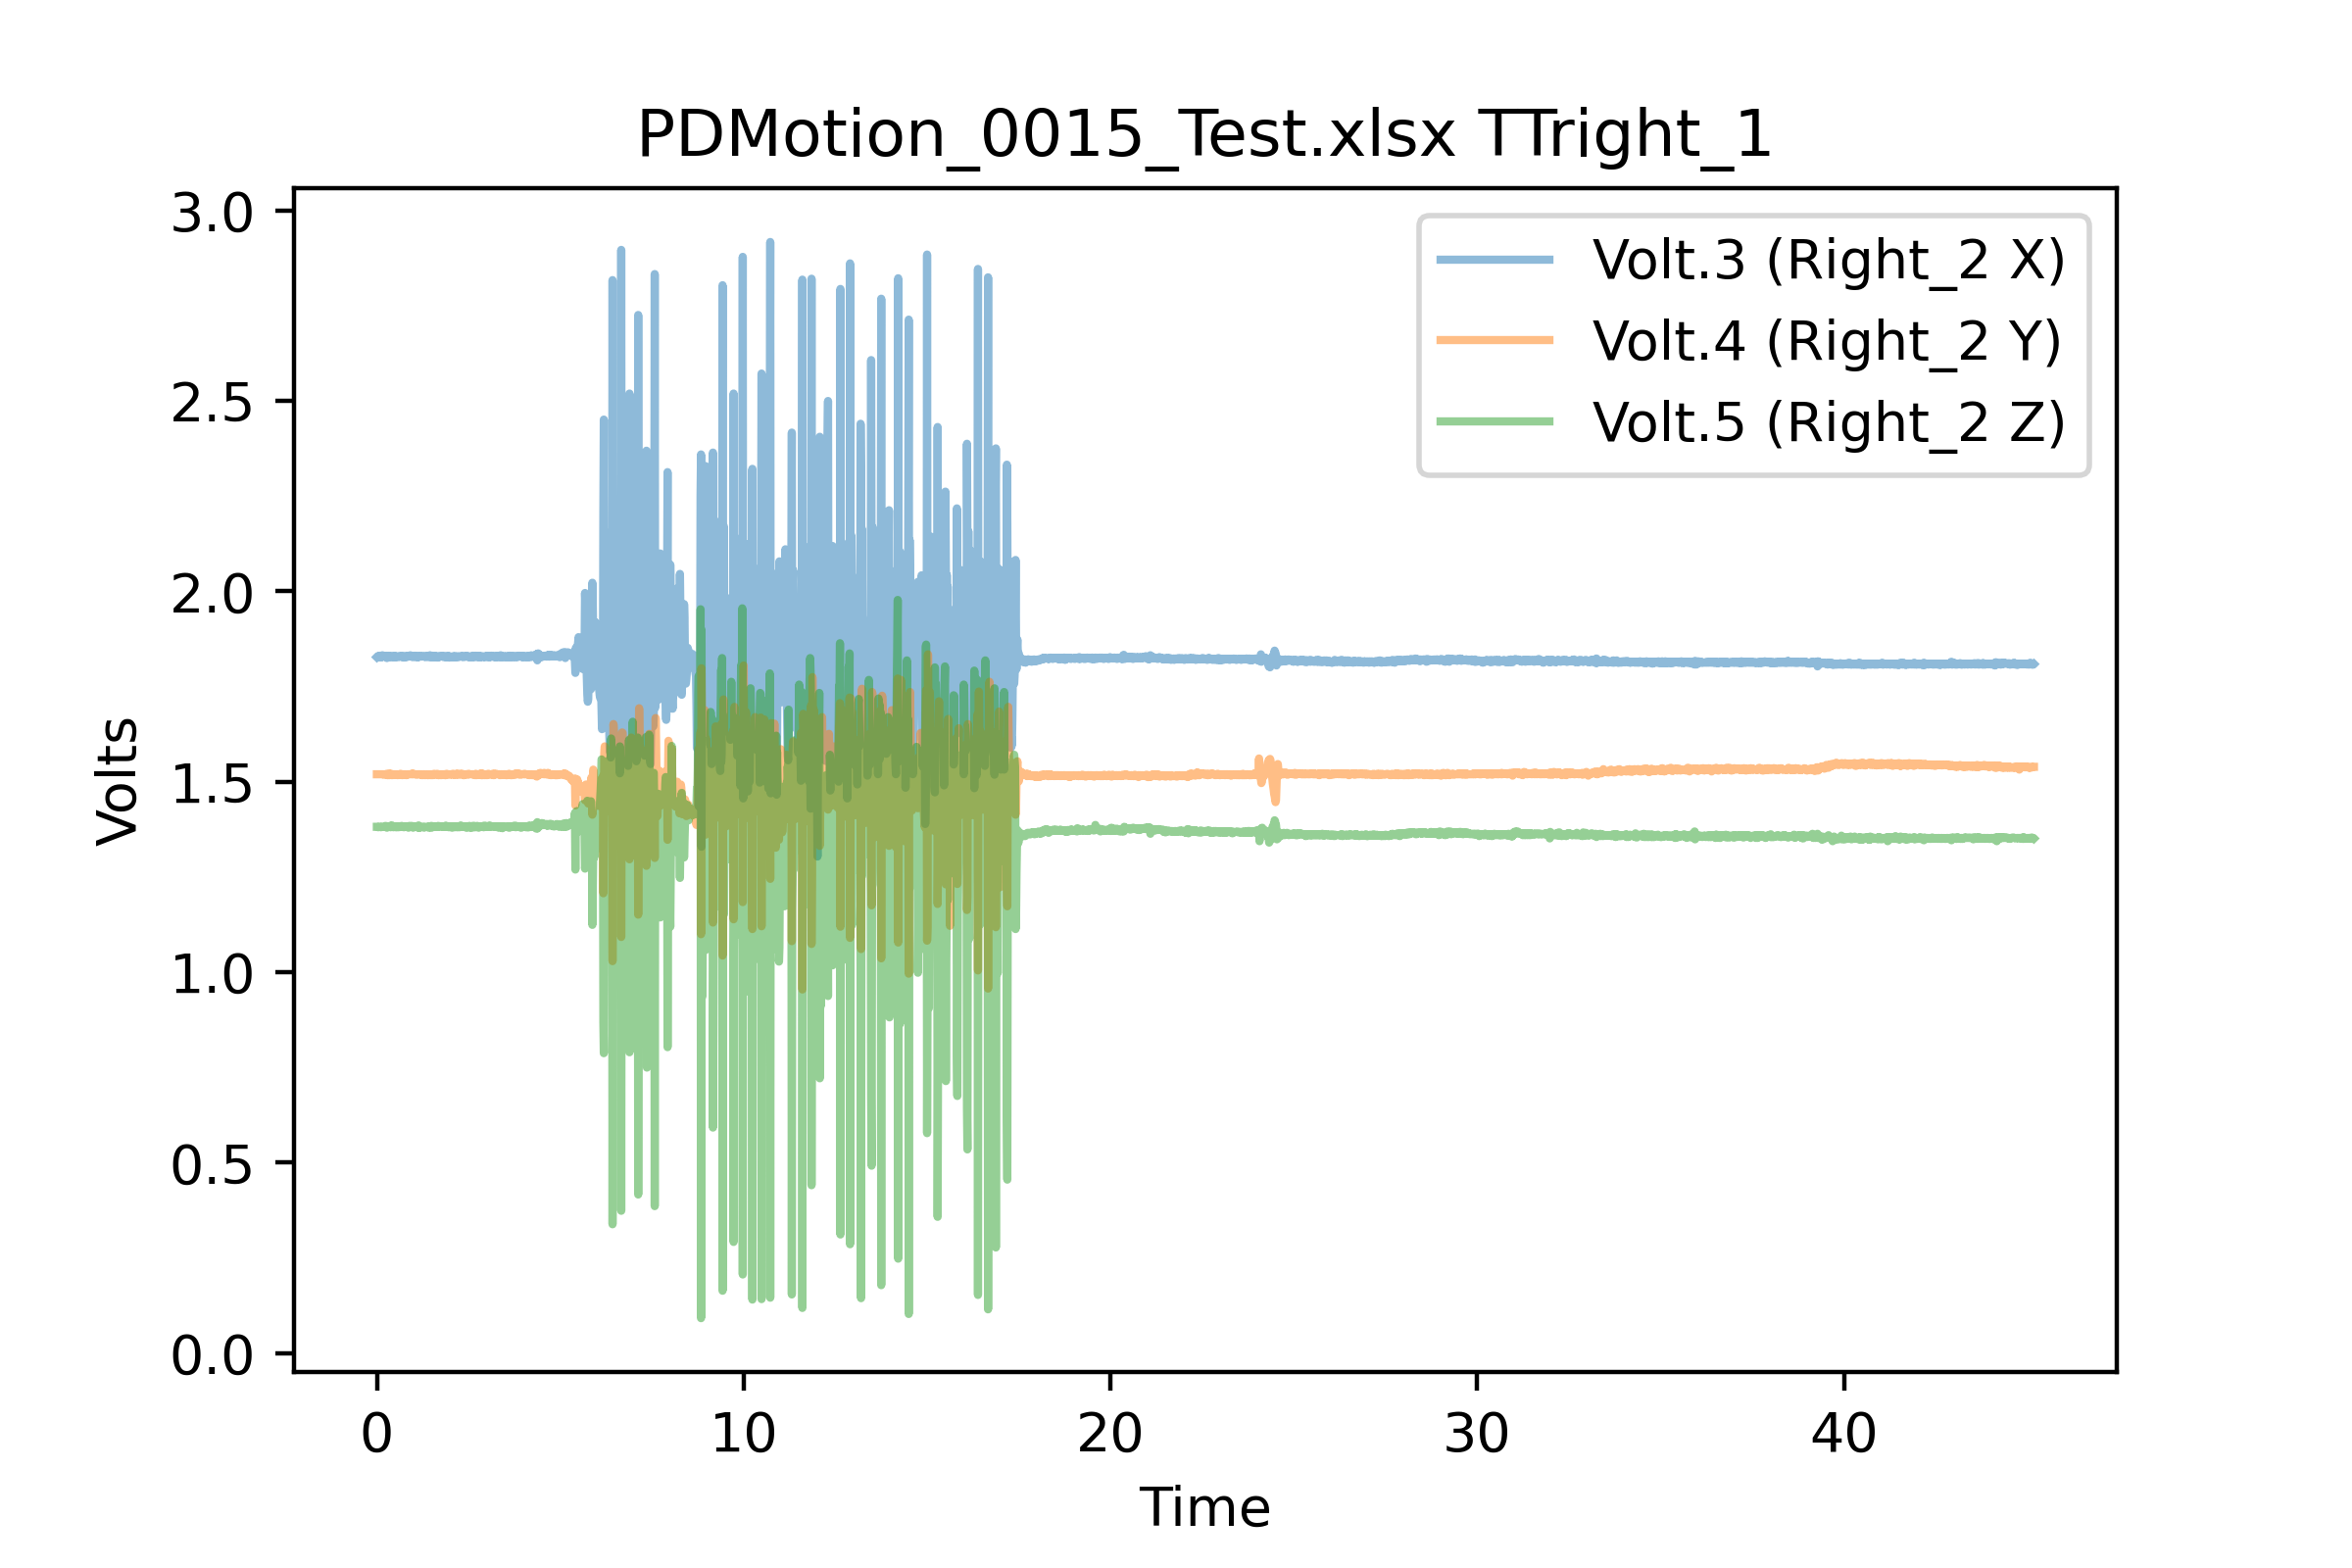 PDMotion_0015_Test.xlsx TTright_1
3.0
2.5
2.0
1.5
1.0
0.5
0.0
Volts
Volt.3 (Right_2 X)
Volt.4 (Right_2 Y)
Volt.5 (Right_2 Z)
0 10 20 30 40
Time